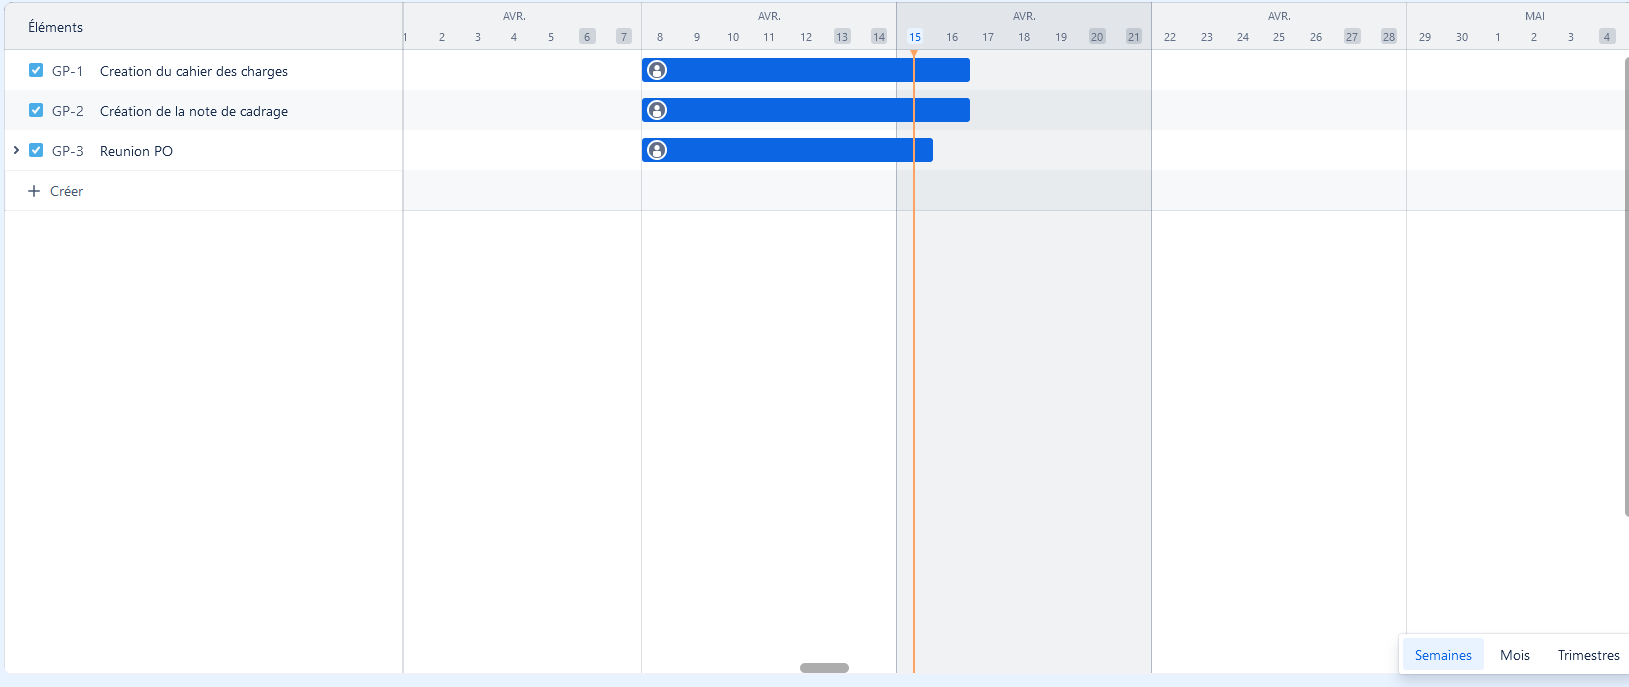 Éléments
AVR. AVR. AVR. AVR. MAI
1 2 3 4 5 6 7 8 9 10 11 12 13 14 15 16 17 18 19 20 21 22 23 24 25 26 27 28 29 30 1 2 3 4
GP-1 Creation du cahier des charges
GP-2 Création de la note de cadrage
GP-3 Reunion PO
+ Créer
Semaines Mois Trimestres